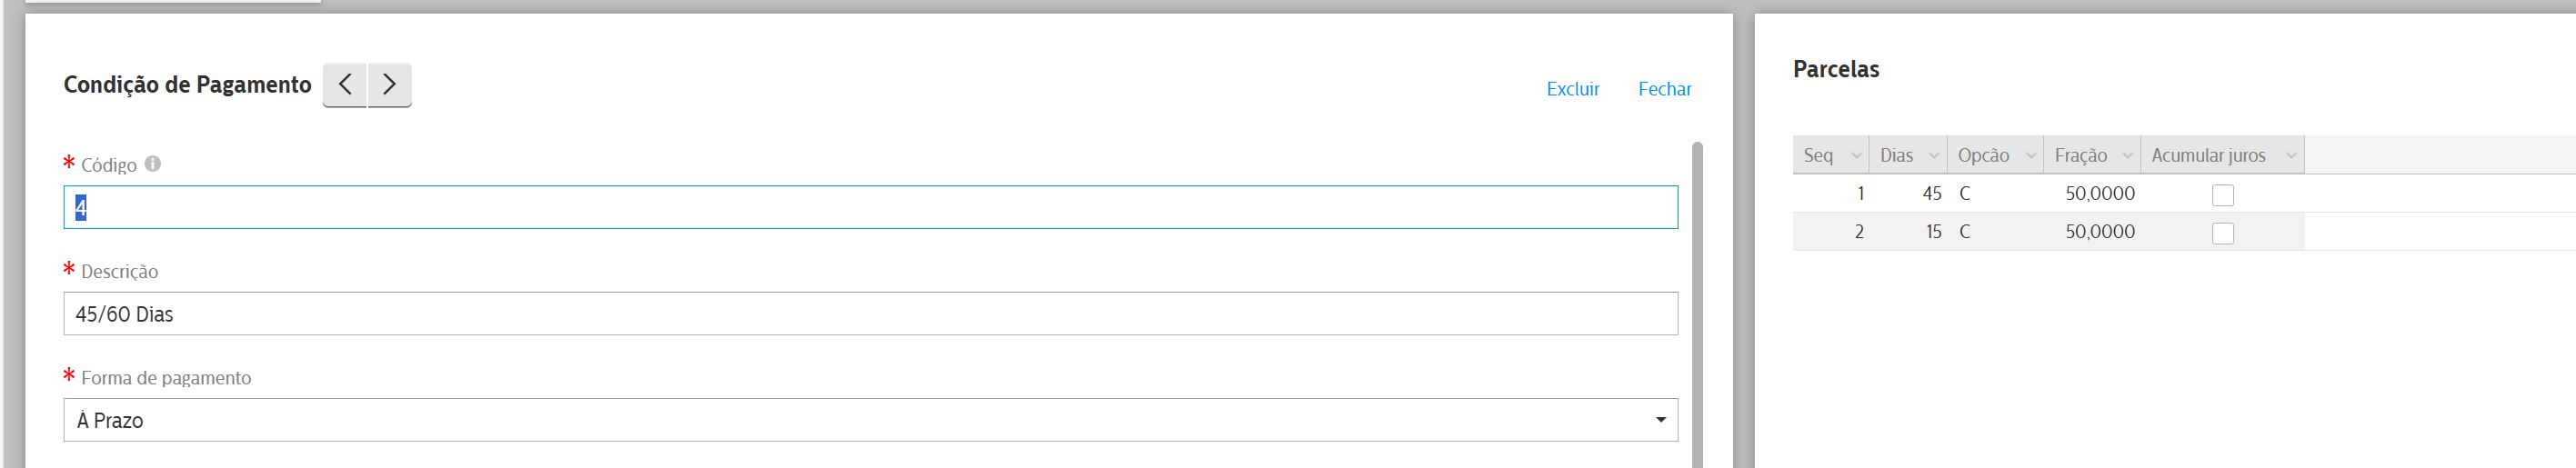 Condição de Pagamento
Excluir Fechar
* Código
4
* Descrição
45/60 Dias
* Forma de pagamento
À Prazo
Parcelas
Seq Dias Opcão Fração Acumular juros
1 45 C 50,0000
2 15 C 50,0000